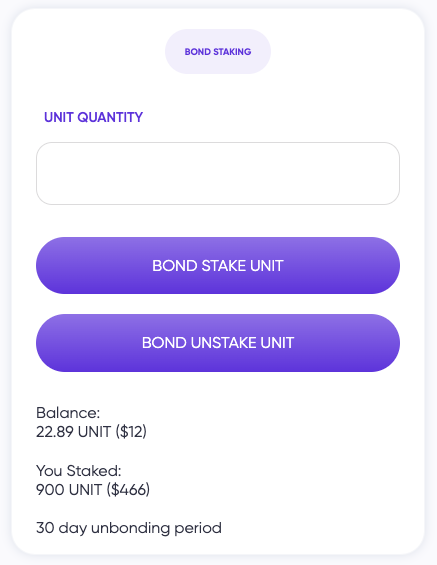 BOND STAKING
UNIT QUANTITY
BOND STAKE UNIT
BOND UNSTAKE UNIT
Balance:
22.89 UNIT ($12)
You Staked:
900 UNIT ($466)
30 day unbonding period